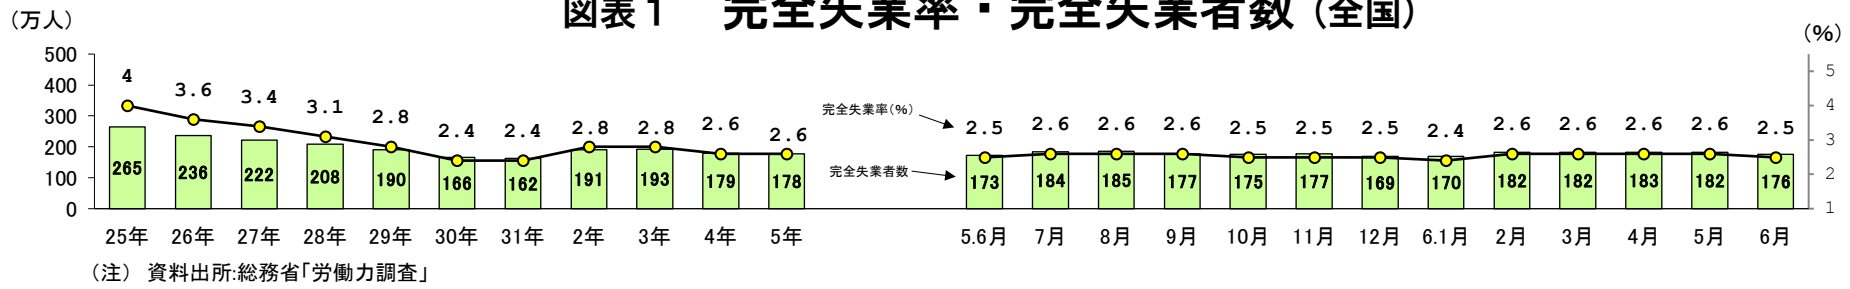 図表1 完全失業率・完全失業者数（全国）
（万人）
（％）
500
400
300
200
100
0
5
4
3
2
1
4 3.6 3.4 3.1 2.8 2.4 2.4 2.8 2.8 2.6 2.6
完全失業率(％)
2.5 2.6 2.6 2.6 2.5 2.5 2.5 2.4 2.6 2.6 2.6 2.6 2.5
265 236 222 208 190 166 162 191 193 179 178
完全失業者数
173 184 185 177 175 177 169 170 182 182 183 182 176
25年 26年 27年 28年 29年 30年 31年 2年 3年 4年 5年
5.6月 7月 8月 9月 10月 11月 12月 6.1月 2月 3月 4月 5月 6月
（注） 資料出所:総務省「労働力調査」